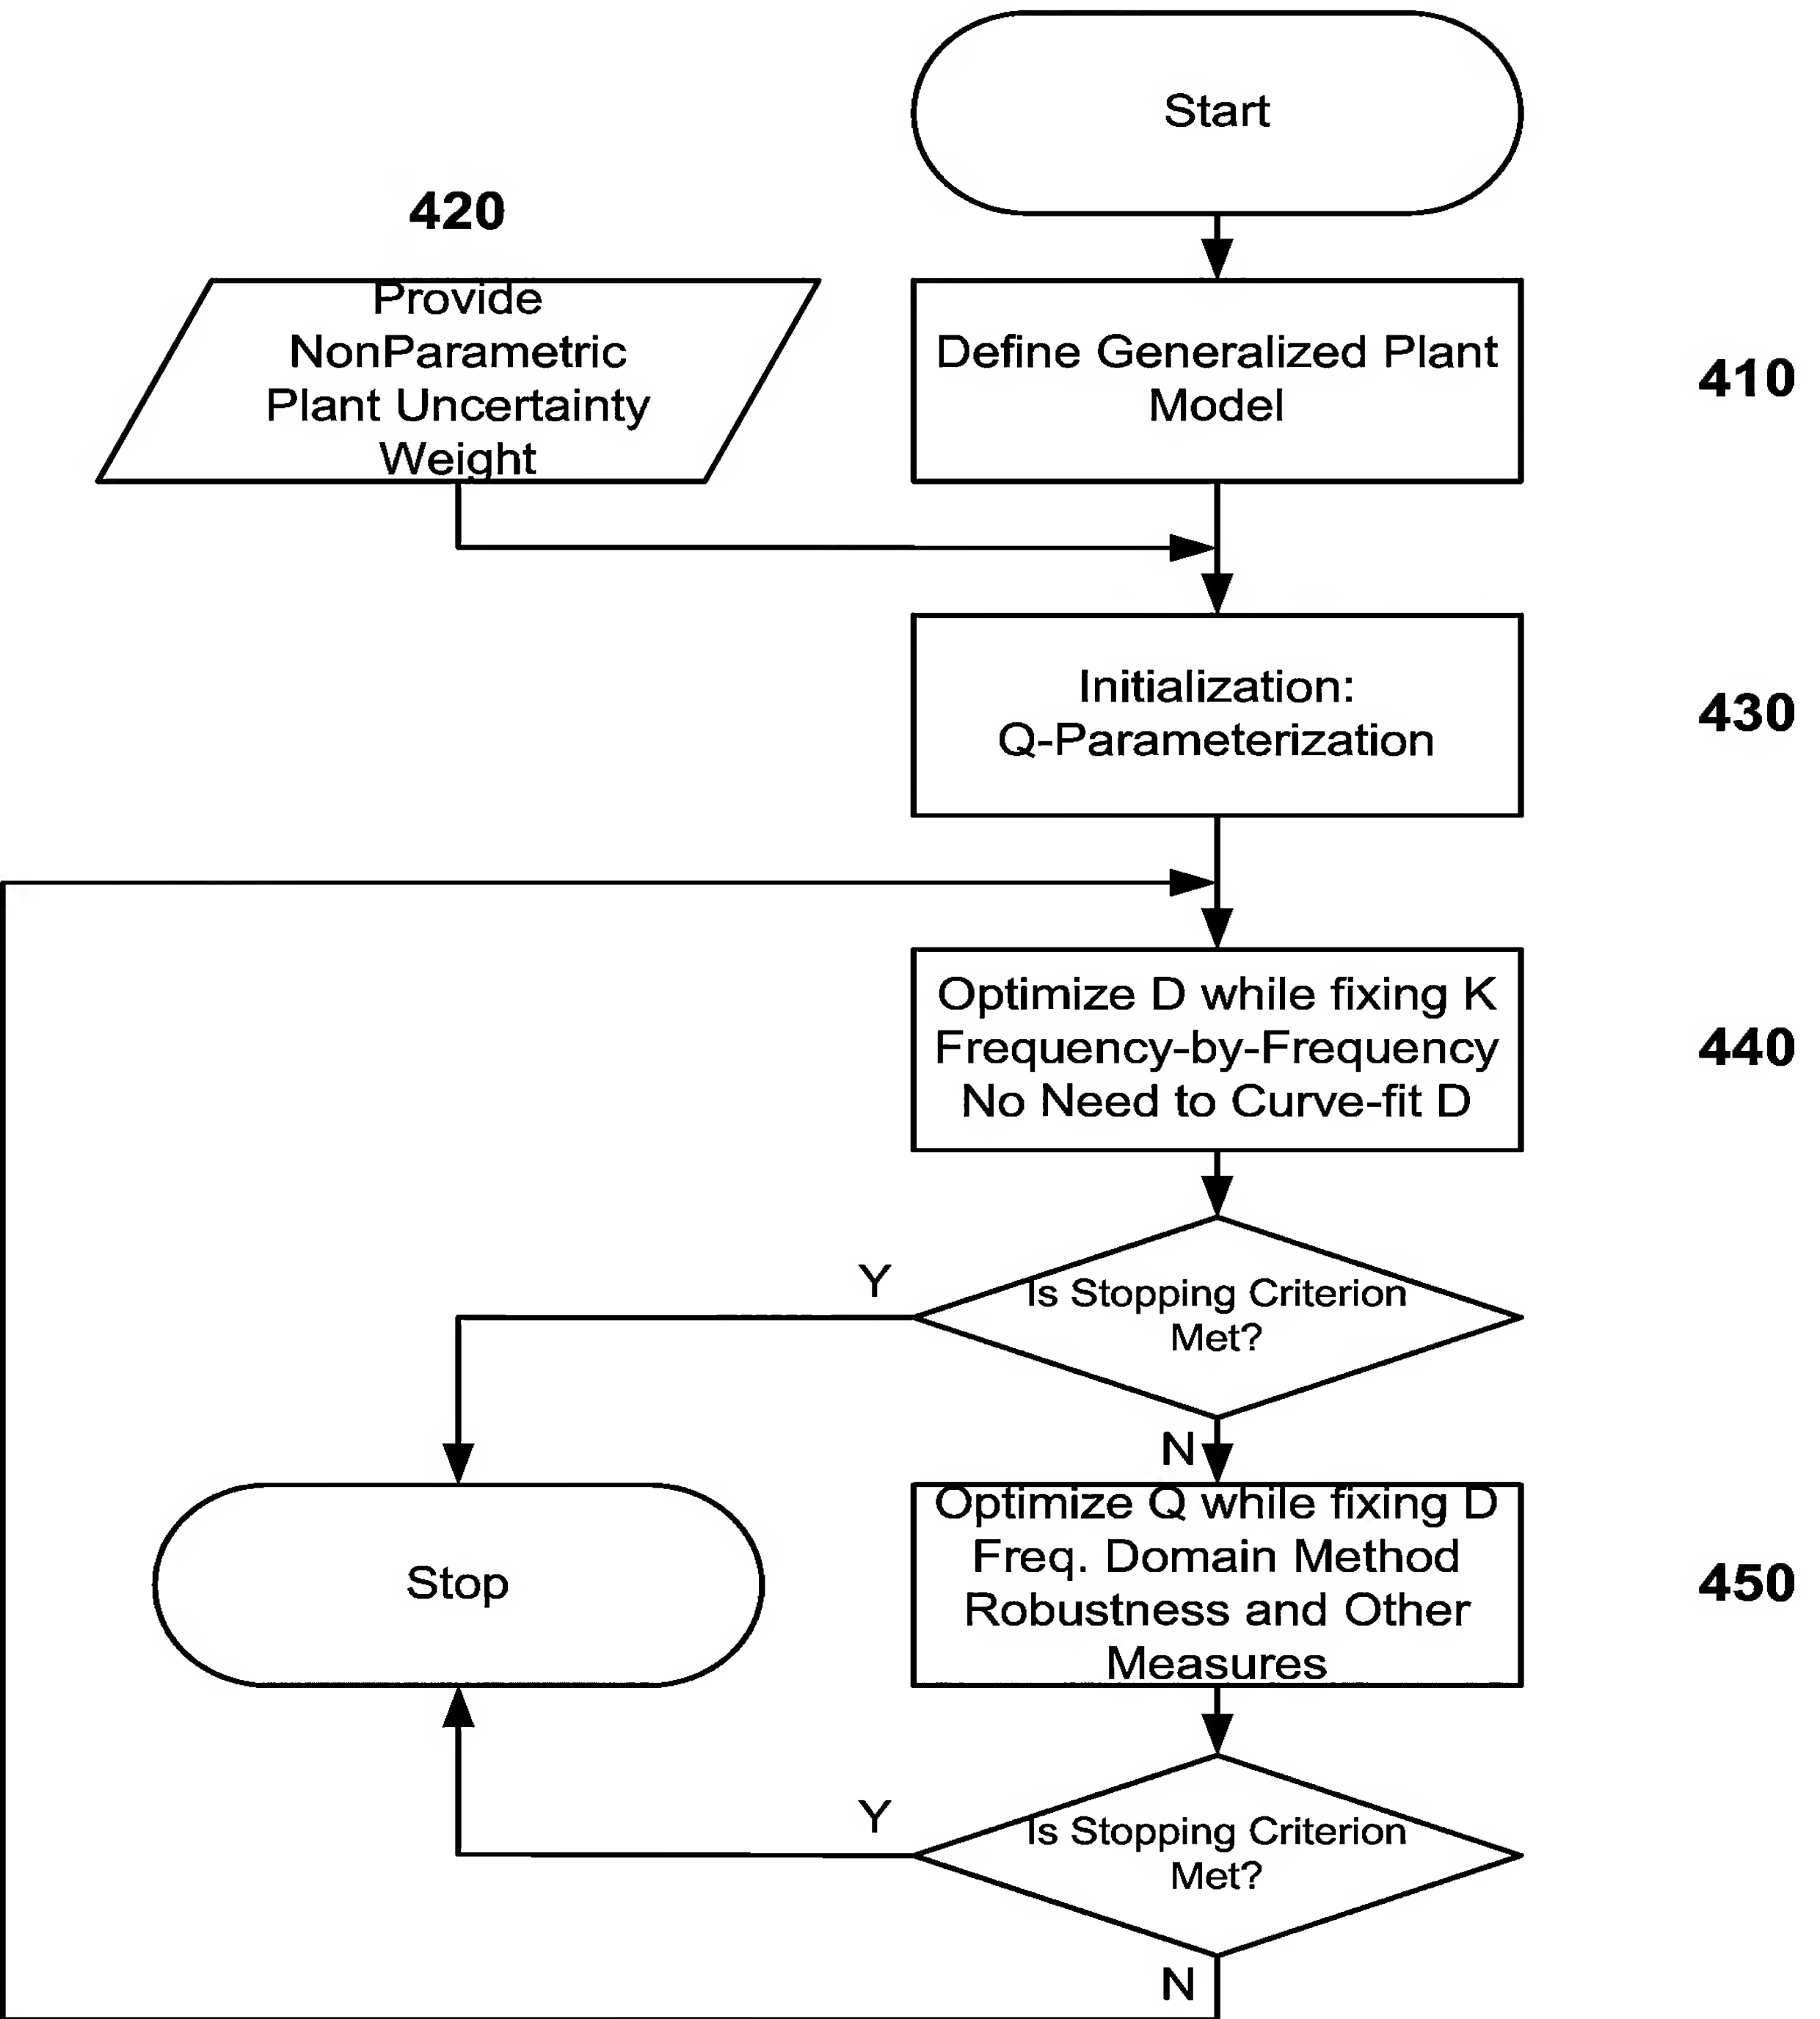 Start
420
Provide
NonParametric
Plant Uncertainty
Weight
Define Generalized Plant
Model
410
Initialization:
Q-Parameterization
430
Optimize D while fixing K
Frequency-by-Frequency
No Need to Curve-fit D
440
Y
Is Stopping Criterion
Met?
N
Stop
Optimize Q while fixing D
Freq. Domain Method
Robustness and Other
Measures
450
Y
Is Stopping Criterion
Met?
N